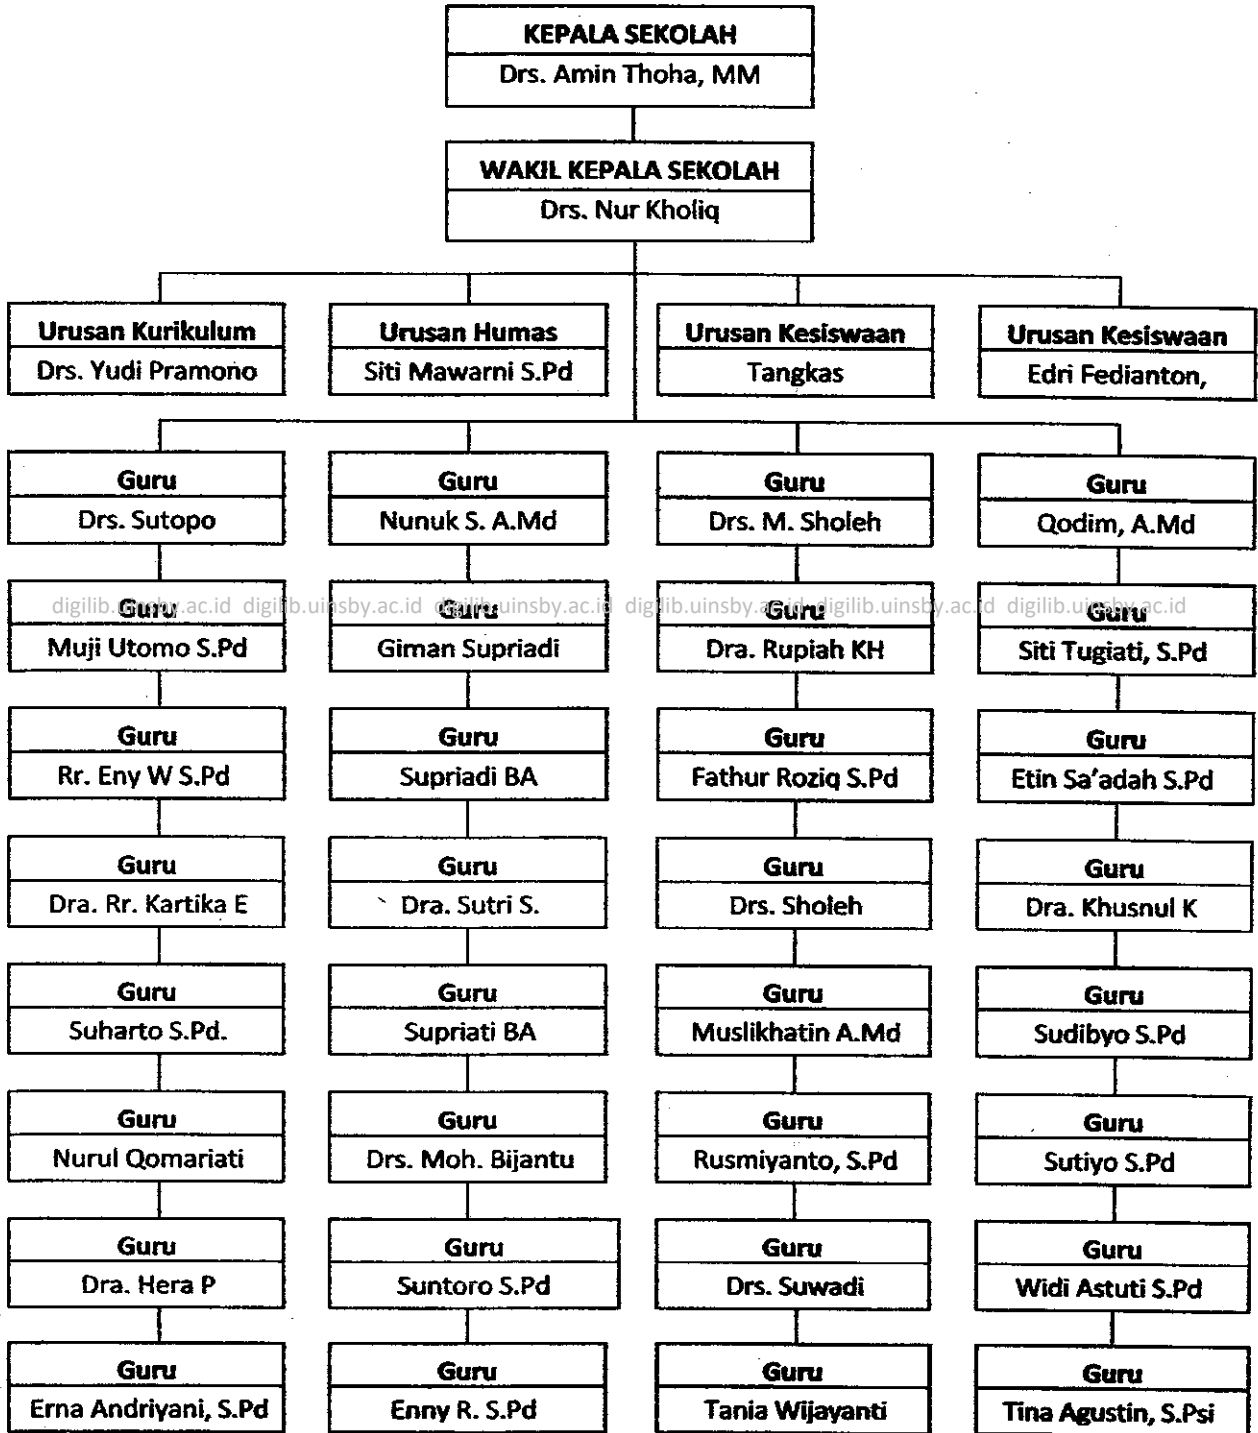 KEPALA SEKOLAH
Drs. Amin Thoha, MM
WAKIL KEPALA SEKOLAH
Drs. Nur Kholiq
Urusan Kurikulum
Drs. Yudi Pramono
Urusan Humas
Siti Mawarni S.Pd
Urusan Kesiswaan
Tangkas
Urusan Kesiswaan
Edri Fedianton,
Guru
Drs. Sutopo
Guru
Nunuk S. A.Md
Guru
Drs. M. Sholeh
Guru
Qodim, A.Md
digilib.uinsby.ac.id digilib.uinsby.ac.id digilib.uinsby.ac.id digilib.uinsby.ac.id digilib.uinsby.ac.id digilib.uinsby.ac.id
Guru
Muji Utomo S.Pd
Guru
Giman Supriadi
Guru
Dra. Rupiah KH
Guru
Siti Tugiati, S.Pd
Guru
Rr. Eny W S.Pd
Guru
Supriadi BA
Guru
Fathur Roziq S.Pd
Guru
Etin Sa'adah S.Pd
Guru
Dra. Rr. Kartika E
Guru
Dra. Sutri S.
Guru
Drs. Sholeh
Guru
Dra. Khusnul K
Guru
Suharto S.Pd.
Guru
Supriati BA
Guru
Muslikhatin A.Md
Guru
Sudibyo S.Pd
Guru
Nurul Qomariati
Guru
Drs. Moh. Bijantu
Guru
Rusmiyanto, S.Pd
Guru
Sutiyo S.Pd
Guru
Dra. Hera P
Guru
Suntoro S.Pd
Guru
Drs. Suwadi
Guru
Widi Astuti S.Pd
Guru
Erna Andriyani, S.Pd
Guru
Enny R. S.Pd
Guru
Tania Wijayanti
Guru
Tina Agustin, S.Psi